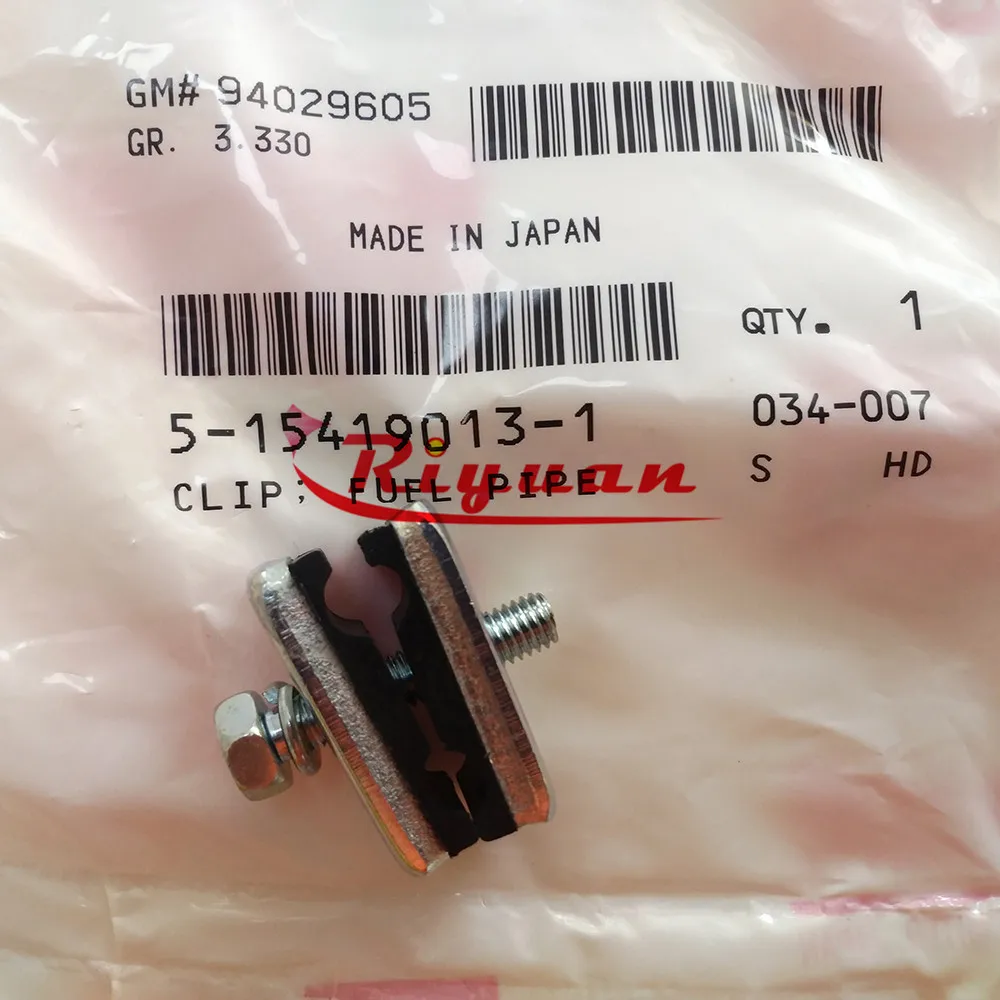 GM# 94029605
GR. 3.330
MADE IN JAPAN
QTY. 1
5-15419013-1
034-007
CLIP; FUEL PIPE
S HD
Riyuan